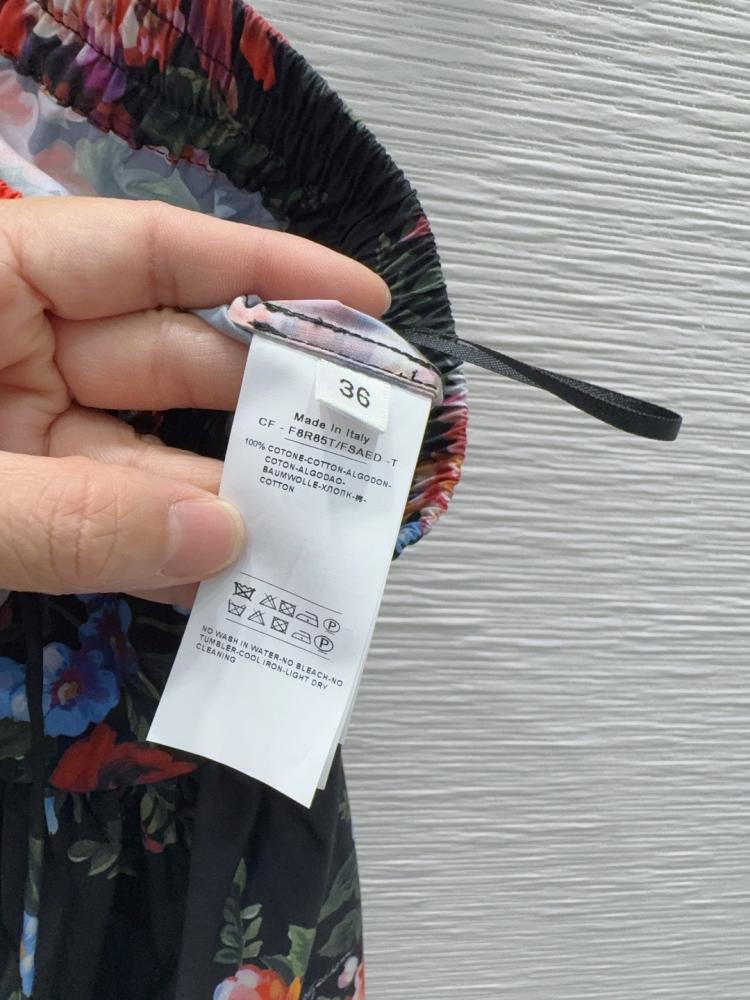 36
Made In Italy
CF - F8R85T/FSAED -T
100% COTONE-COTTON-ALGODON-
COTON-ALGODAO-
BAUMWOLLE-ХЛОПК-棉-
COTTON
P
P
NO WASH IN WATER-NO BLEACH-NO
TUMBLER-COOL IRON-LIGHT DRY
CLEANING